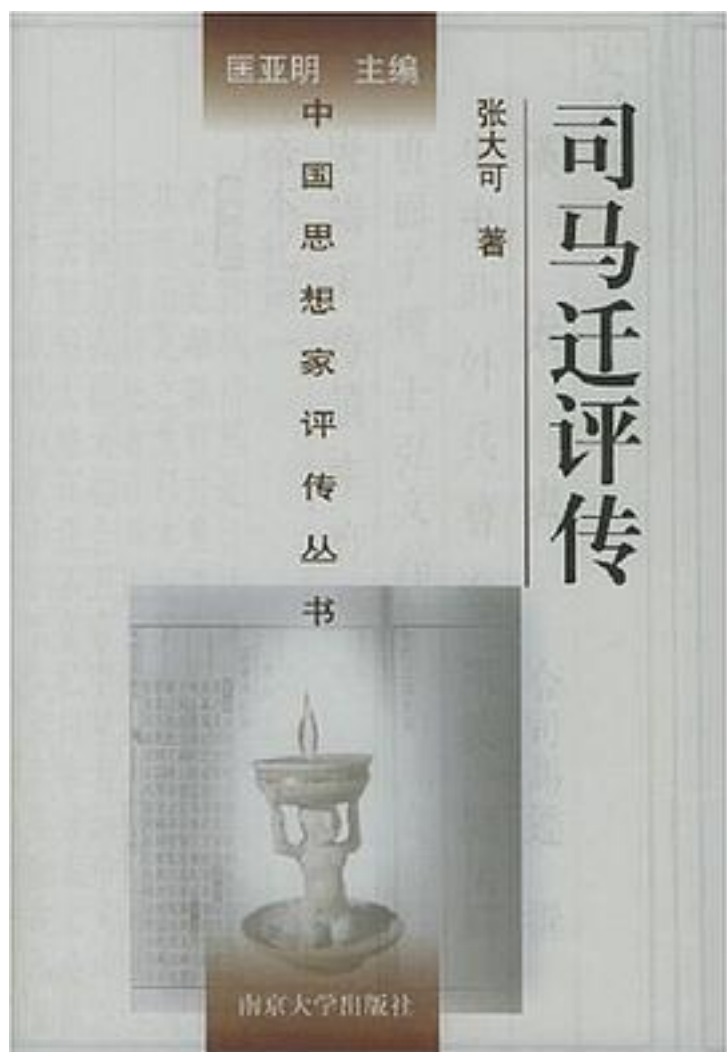 匡亚明 主编
中国思想家评传丛书
司马迁评传
张大可 著
南京大学出版社